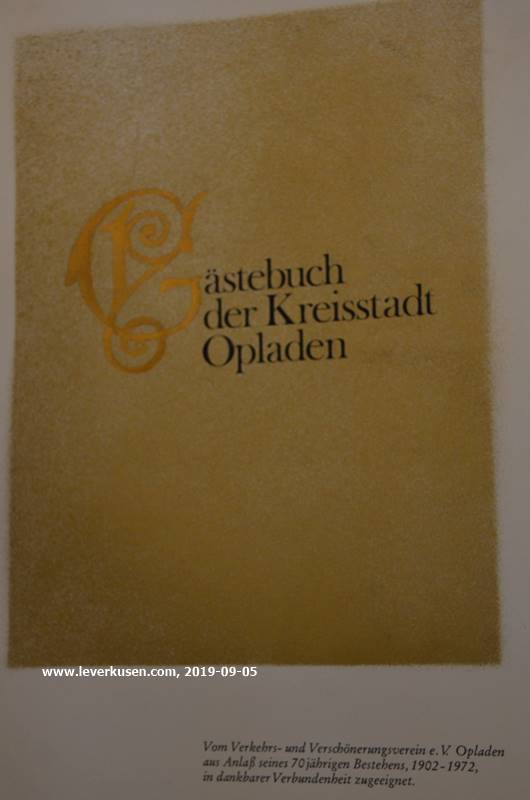 Gästebuch
der Kreisstadt
Opladen
www.leverkusen.com, 2019-09-05
Vom Verkehrs- und Verschönerungsverein e.V. Opladen
aus Anlaß seines 70jährigen Bestehens, 1902-1972,
in dankbarer Verbundenheit zugeeignet.